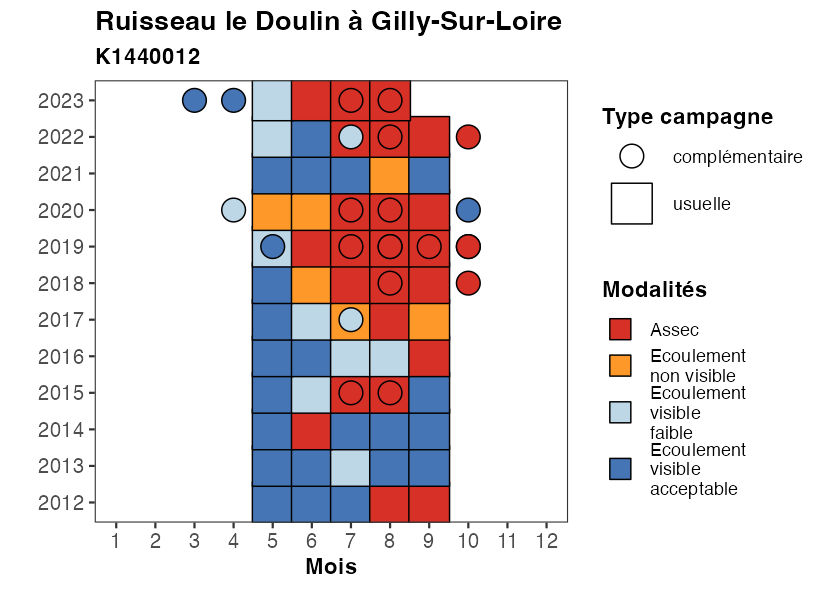 Ruisseau le Doulin à Gilly-Sur-Loire
K1440012
2023
2022
2021
2020
2019
2018
2017
2016
2015
2014
2013
2012
1 2 3 4 5 6 7 8 9 10 11 12
Mois
Type campagne
complémentaire
usuelle
Modalités
Assec
Ecoulement
non visible
Ecoulement
visible
faible
Ecoulement
visible
acceptable